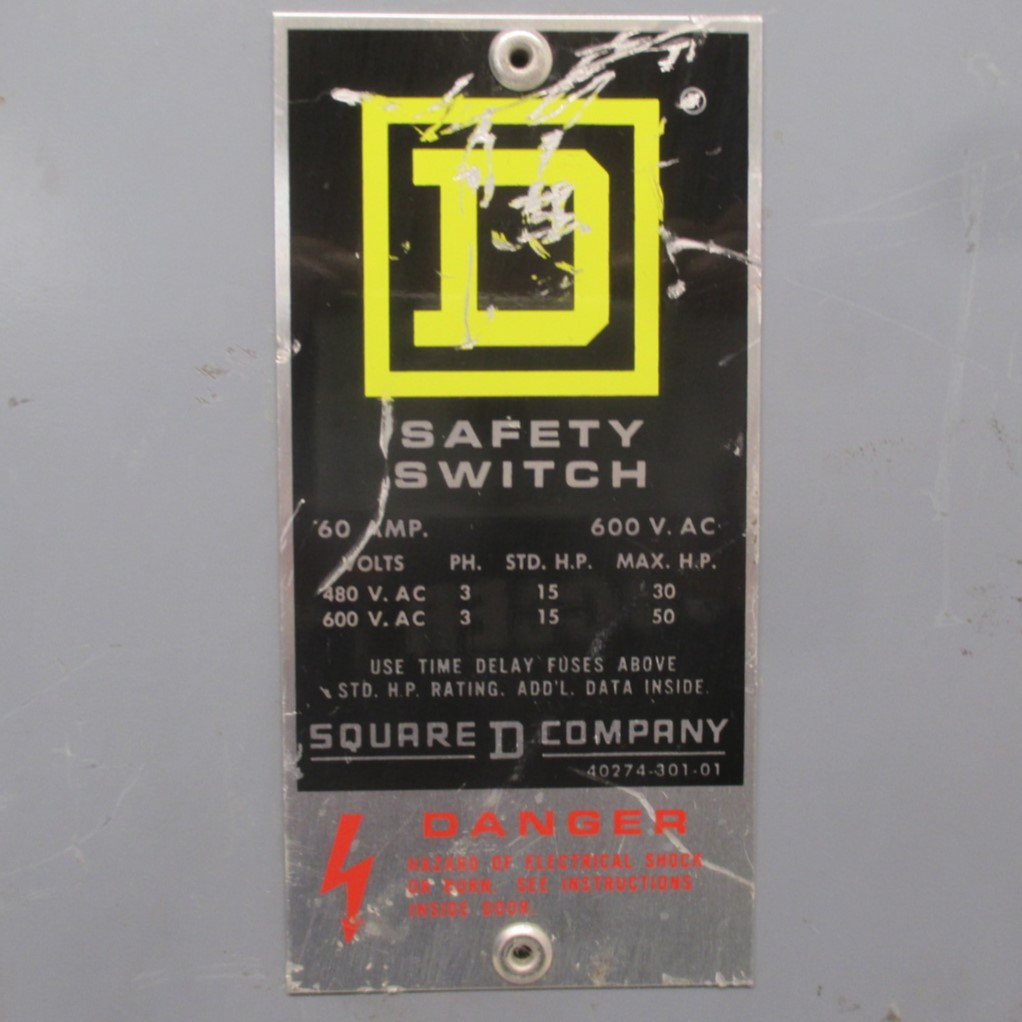 D
SAFETY
SWITCH
60 AMP. 600 V. AC
VOLTS PH. STD. H.P. MAX. H.P.
480 V. AC 3 15 30
600 V. AC 3 15 50
USE TIME DELAY FUSES ABOVE
STD. H.P. RATING. ADD'L. DATA INSIDE.
SQUARE D COMPANY
40274-301-01
DANGER
HAZARD OF ELECTRICAL SHOCK
OR BURN. SEE INSTRUCTIONS
INSIDE DOOR.